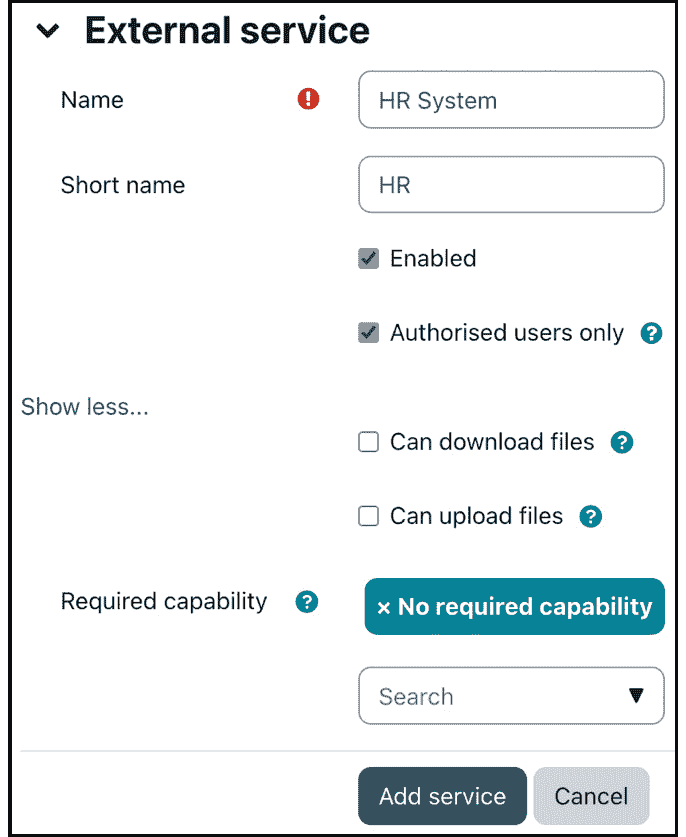 External service
Name
HR System
Short name
HR
Enabled
Authorised users only ?
Show less...
Can download files ?
Can upload files ?
Required capability ?
× No required capability
Search
Add service
Cancel